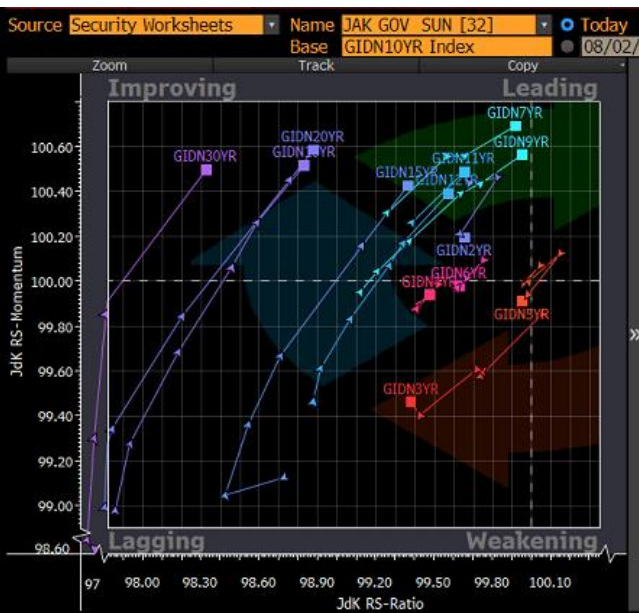 Source Security Worksheets Name JAK GOV SUN [32] Today
Base GIDN10YR Index 08/02/
Zoom Track Copy
Improving Leading
GIDN7YR
100.60
GIDN20YR
GIDN9YR
GIDN30YR
GIDN11YR
100.40
GIDN15YR
GIDN12YR
100.20
GIDN2YR
GIDN6YR
100.00
GIDN5YR
99.80
99.60
GIDN3YR
99.40
99.20
99.00
98.60
Lagging Weakening
97 98.00 98.30 98.60 98.90 99.20 99.50 99.80 100.10
JdK RS-Ratio
JdK RS-Momentum
»